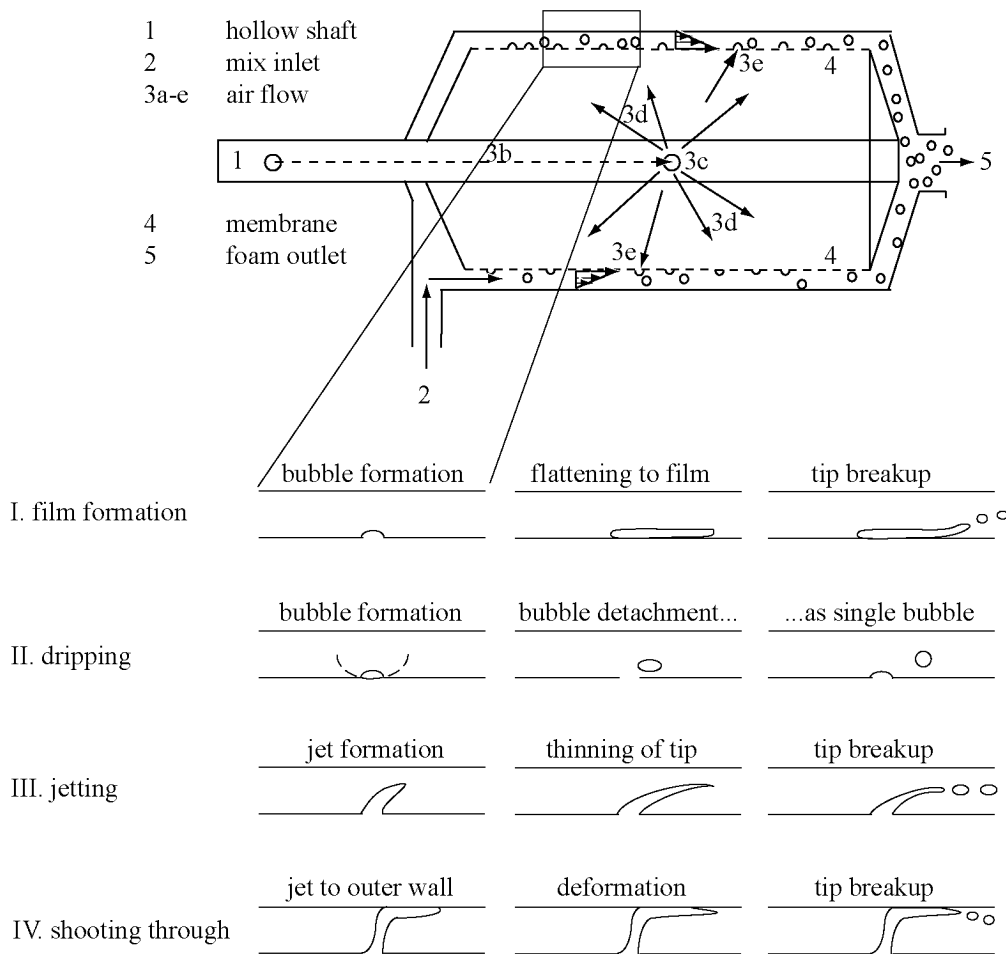 1 hollow shaft
2 mix inlet
3a-e air flow
3e
4
3d
1
3b
3c
5
3d
4 membrane
5 foam outlet
3e
4
2
bubble formation flattening to film tip breakup
I. film formation
bubble formation bubble detachment... ...as single bubble
II. dripping
jet formation thinning of tip tip breakup
III. jetting
jet to outer wall deformation tip breakup
IV. shooting through